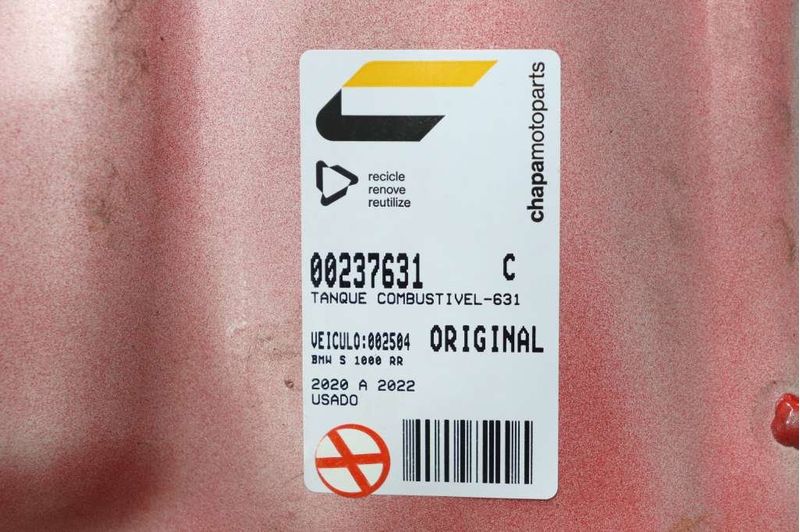 chapamotoparts
recicle
renove
reutilize
00237631 C
TANQUE COMBUSTIVEL-631
VEICULO:002504 ORIGINAL
BMW S 1000 RR
2020 A 2022
USADO